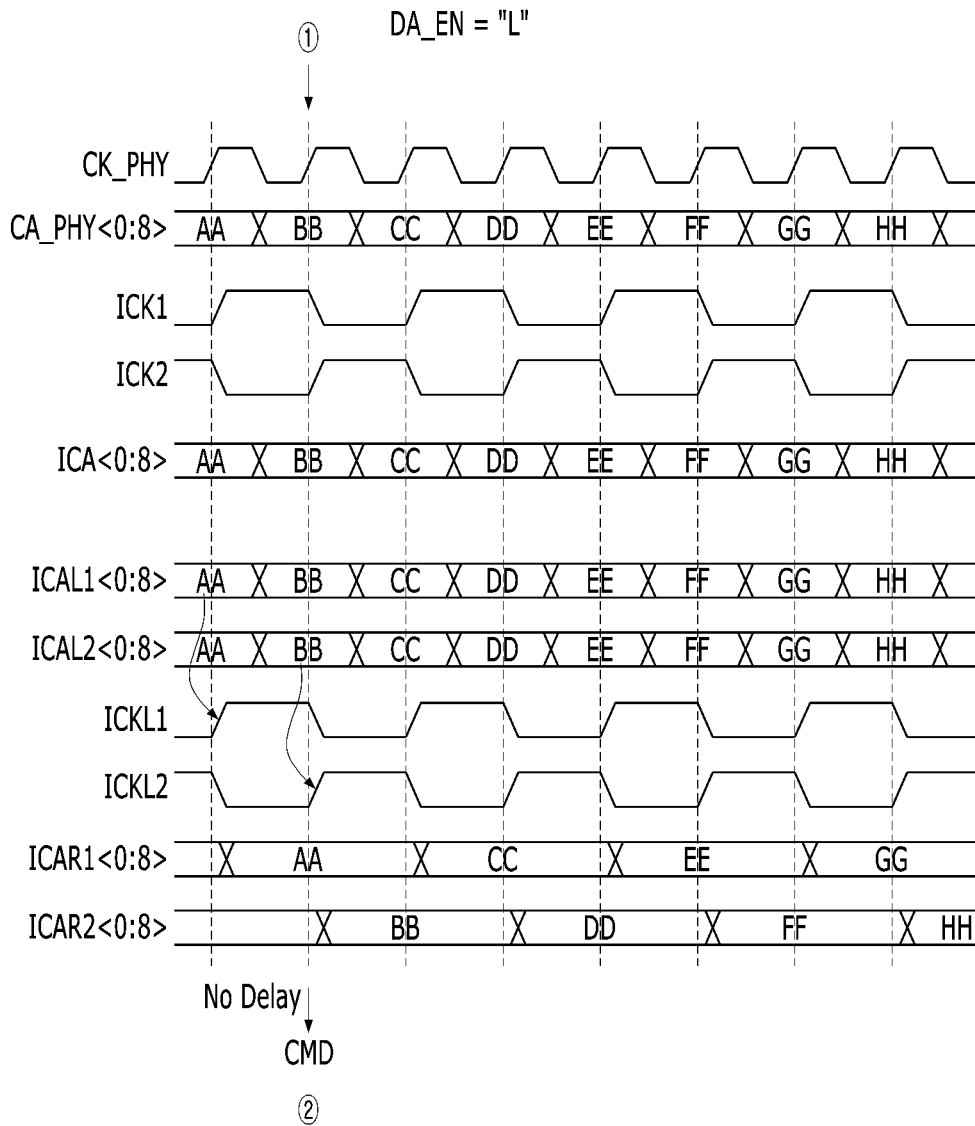 DA_EN = "L"
①
CK_PHY
CA_PHY<0:8> AA BB CC DD EE FF GG HH
ICK1
ICK2
ICA<0:8> AA BB CC DD EE FF GG HH
ICAL1<0:8> AA BB CC DD EE FF GG HH
ICAL2<0:8> AA BB CC DD EE FF GG HH
ICKL1
ICKL2
ICAR1<0:8> AA CC EE GG
ICAR2<0:8> BB DD FF HH
No Delay
CMD
②